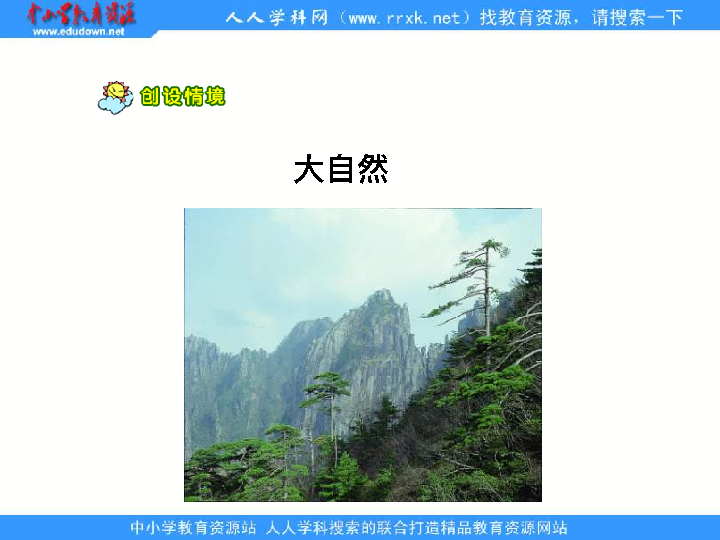 中小学教育资源
www.edudown.net
人人学科网（www.rrxk.net）找教育资源，请搜索一下
创设情境
大自然
中小学教育资源站 人人学科搜索的联合打造精品教育资源网站